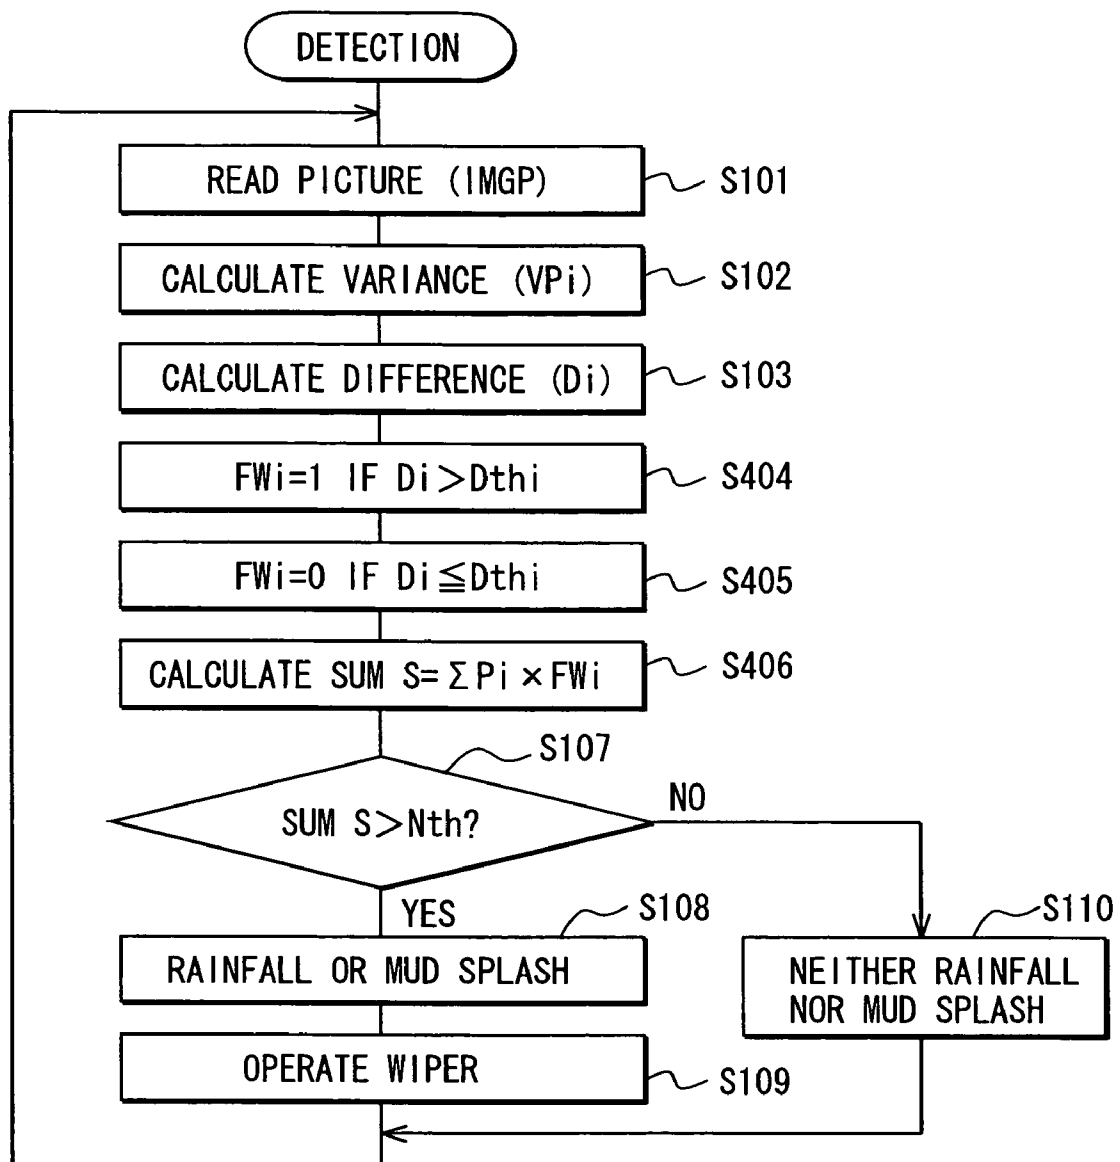 DETECTION
READ PICTURE (IMGP)
S101
CALCULATE VARIANCE (VPi)
S102
CALCULATE DIFFERENCE (Di)
S103
FWi=1 IF Di>Dthi
S404
FWi=0 IF Di≦Dthi
S405
CALCULATE SUM S=ΣPi×FWi
S406
S107
SUM S>Nth?
NO
YES
S108
RAINFALL OR MUD SPLASH
S110
NEITHER RAINFALL
NOR MUD SPLASH
OPERATE WIPER
S109